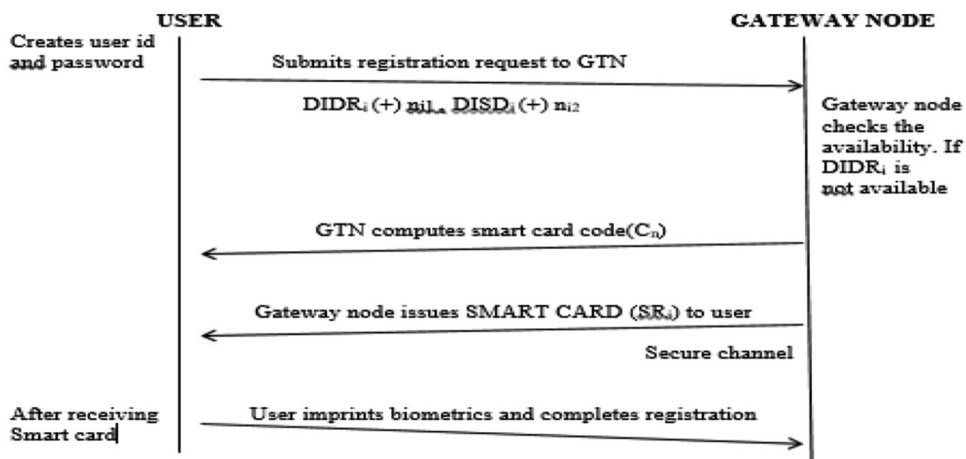 USER
GATEWAY NODE
Creates user id
and password
Submits registration request to GTN
DIDRᵢ (+) ni1 , DISDᵢ (+) nᵢ₂
Gateway node
checks the
availability. If
DIDRᵢ is
not available
GTN computes smart card code(Cₙ)
Gateway node issues SMART CARD (SRᵢ) to user
Secure channel
After receiving
Smart card
User imprints biometrics and completes registration